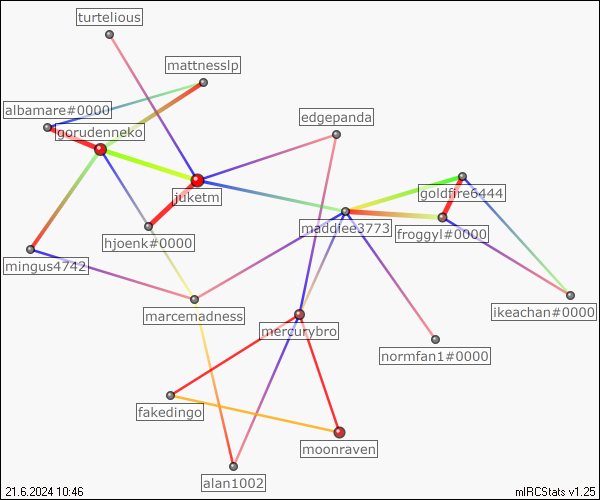 turtelious
mattnesslp
albamare#0000
edgepanda
gorudenneko
goldfire6444
juketm
maddiee3773
froggyl#0000
hjoenk#0000
mingus4742
ikeachan#0000
marcemadness
mercurybro
normfan1#0000
fakedingo
moonraven
alan1002
21.6.2024 10:46
mIRCStats v1.25